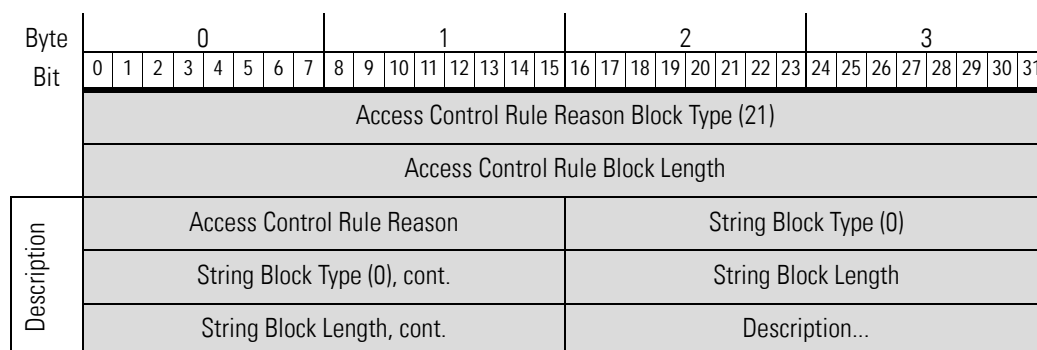 Byte 0 1 2 3
Bit 0 1 2 3 4 5 6 7 8 9 10 11 12 13 14 15 16 17 18 19 20 21 22 23 24 25 26 27 28 29 30 31
Access Control Rule Reason Block Type (21)
Access Control Rule Block Length
Description
Access Control Rule Reason String Block Type (0)
String Block Type (0), cont. String Block Length
String Block Length, cont. Description...